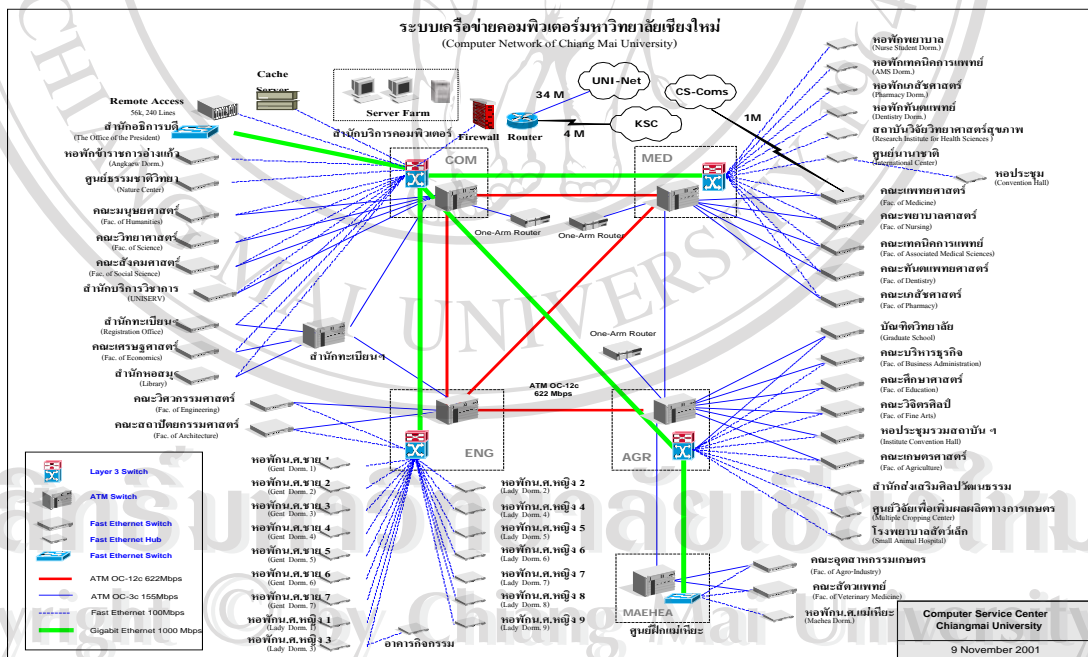 ระบบเครือข่ายคอมพิวเตอร์มหาวิทยาลัยเชียงใหม่
(Computer Network of Chiang Mai University)
Cache
Server
Remote Access
56k, 240 Lines
สำนักอธิการบดี
(The Office of the President)
หอพักข้าราชการอ่างแก้ว
(Angkaew Dorm.)
ศูนย์ธรรมชาติวิทยา
(Nature Center)
คณะมนุษยศาสตร์
(Fac. of Humanities)
คณะวิทยาศาสตร์
(Fac. of Science)
คณะสังคมศาสตร์
(Fac. of Social Science)
สำนักบริการวิชาการ
(UNISERV)
สำนักทะเบียนฯ
(Registration Office)
คณะเศรษฐศาสตร์
(Fac. of Economics)
สำนักหอสมุด
(Library)
คณะวิศวกรรมศาสตร์
(Fac. of Engineering)
คณะสถาปัตยกรรมศาสตร์
(Fac. of Architecture)
Server Farm
สำนักบริการคอมพิวเตอร์
Firewall
Router
34 M
4 M
1M
UNI-Net
KSC
CS-Coms
COM
MED
ENG
AGR
MAEHEA
One-Arm Router
One-Arm Router
One-Arm Router
สำนักทะเบียนฯ
ATM OC-12c
622 Mbps
หอพักพยาบาล
(Nurse Student Dorm.)
หอพักเทคนิคการแพทย์
(AMS Dorm.)
หอพักเภสัชศาสตร์
(Pharmacy Dorm.)
หอพักทันตแพทย์
(Dentistry Dorm.)
สถาบันวิจัยวิทยาศาสตร์สุขภาพ
(Research Institute for Health Sciences )
ศูนย์นานาชาติ
(International Center)
หอประชุม
(Convention Hall)
คณะแพทยศาสตร์
(Fac. of Medicine)
คณะพยาบาลศาสตร์
(Fac. of Nursing)
คณะเทคนิคการแพทย์
(Fac. of Associated Medical Sciences)
คณะทันตแพทยศาสตร์
(Fac. of Dentistry)
คณะเภสัชศาสตร์
(Fac. of Pharmacy)
บัณฑิตวิทยาลัย
(Graduate School)
คณะบริหารธุรกิจ
(Fac. of Business Administration)
คณะศึกษาศาสตร์
(Fac. of Education)
คณะวิจิตรศิลป์
(Fac. of Fine Arts)
หอประชุมรวมสถาบัน ฯ
(Institute Convention Hall)
คณะเกษตรศาสตร์
(Fac. of Agriculture)
สำนักส่งเสริมศิลปวัฒนธรรม
ศูนย์วิจัยเพื่อเพิ่มผลผลิตทางการเกษตร
(Multiple Cropping Center)
โรงพยาบาลสัตว์เล็ก
(Small Animal Hospital)
คณะอุตสาหกรรมเกษตร
(Fac. of Agro-Industry)
คณะสัตวแพทย์
(Fac. of Veterinary Medicine)
หอพักน.ศ.แม่เหียะ
(Maehea Dorm.)
ศูนย์ฝึกแม่เหียะ
หอพักน.ศ.ชาย 1
(Gent Dorm. 1)
หอพักน.ศ.ชาย 2
(Gent Dorm. 2)
หอพักน.ศ.ชาย 3
(Gent Dorm. 3)
หอพักน.ศ.ชาย 4
(Gent Dorm. 4)
หอพักน.ศ.ชาย 5
(Gent Dorm. 5)
หอพักน.ศ.ชาย 6
(Gent Dorm. 6)
หอพักน.ศ.ชาย 7
(Gent Dorm. 7)
หอพักน.ศ.หญิง 1
(Lady Dorm. 1)
หอพักน.ศ.หญิง 3
(Lady Dorm. 3)
หอพักน.ศ.หญิง 2
(Lady Dorm. 2)
หอพักน.ศ.หญิง 4
(Lady Dorm. 4)
หอพักน.ศ.หญิง 5
(Lady Dorm. 5)
หอพักน.ศ.หญิง 6
(Lady Dorm. 6)
หอพักน.ศ.หญิง 7
(Lady Dorm. 7)
หอพักน.ศ.หญิง 8
(Lady Dorm. 8)
หอพักน.ศ.หญิง 9
(Lady Dorm. 9)
อาคารกิจกรรม
Layer 3 Switch
ATM Switch
Fast Ethernet Switch
Fast Ethernet Hub
Fast Ethernet Switch
ATM OC-12c 622Mbps
ATM OC-3c 155Mbps
Fast Ethernet 100Mbps
Gigabit Ethernet 1000 Mbps
Computer Service Center
Chiangmai University
9 November 2001